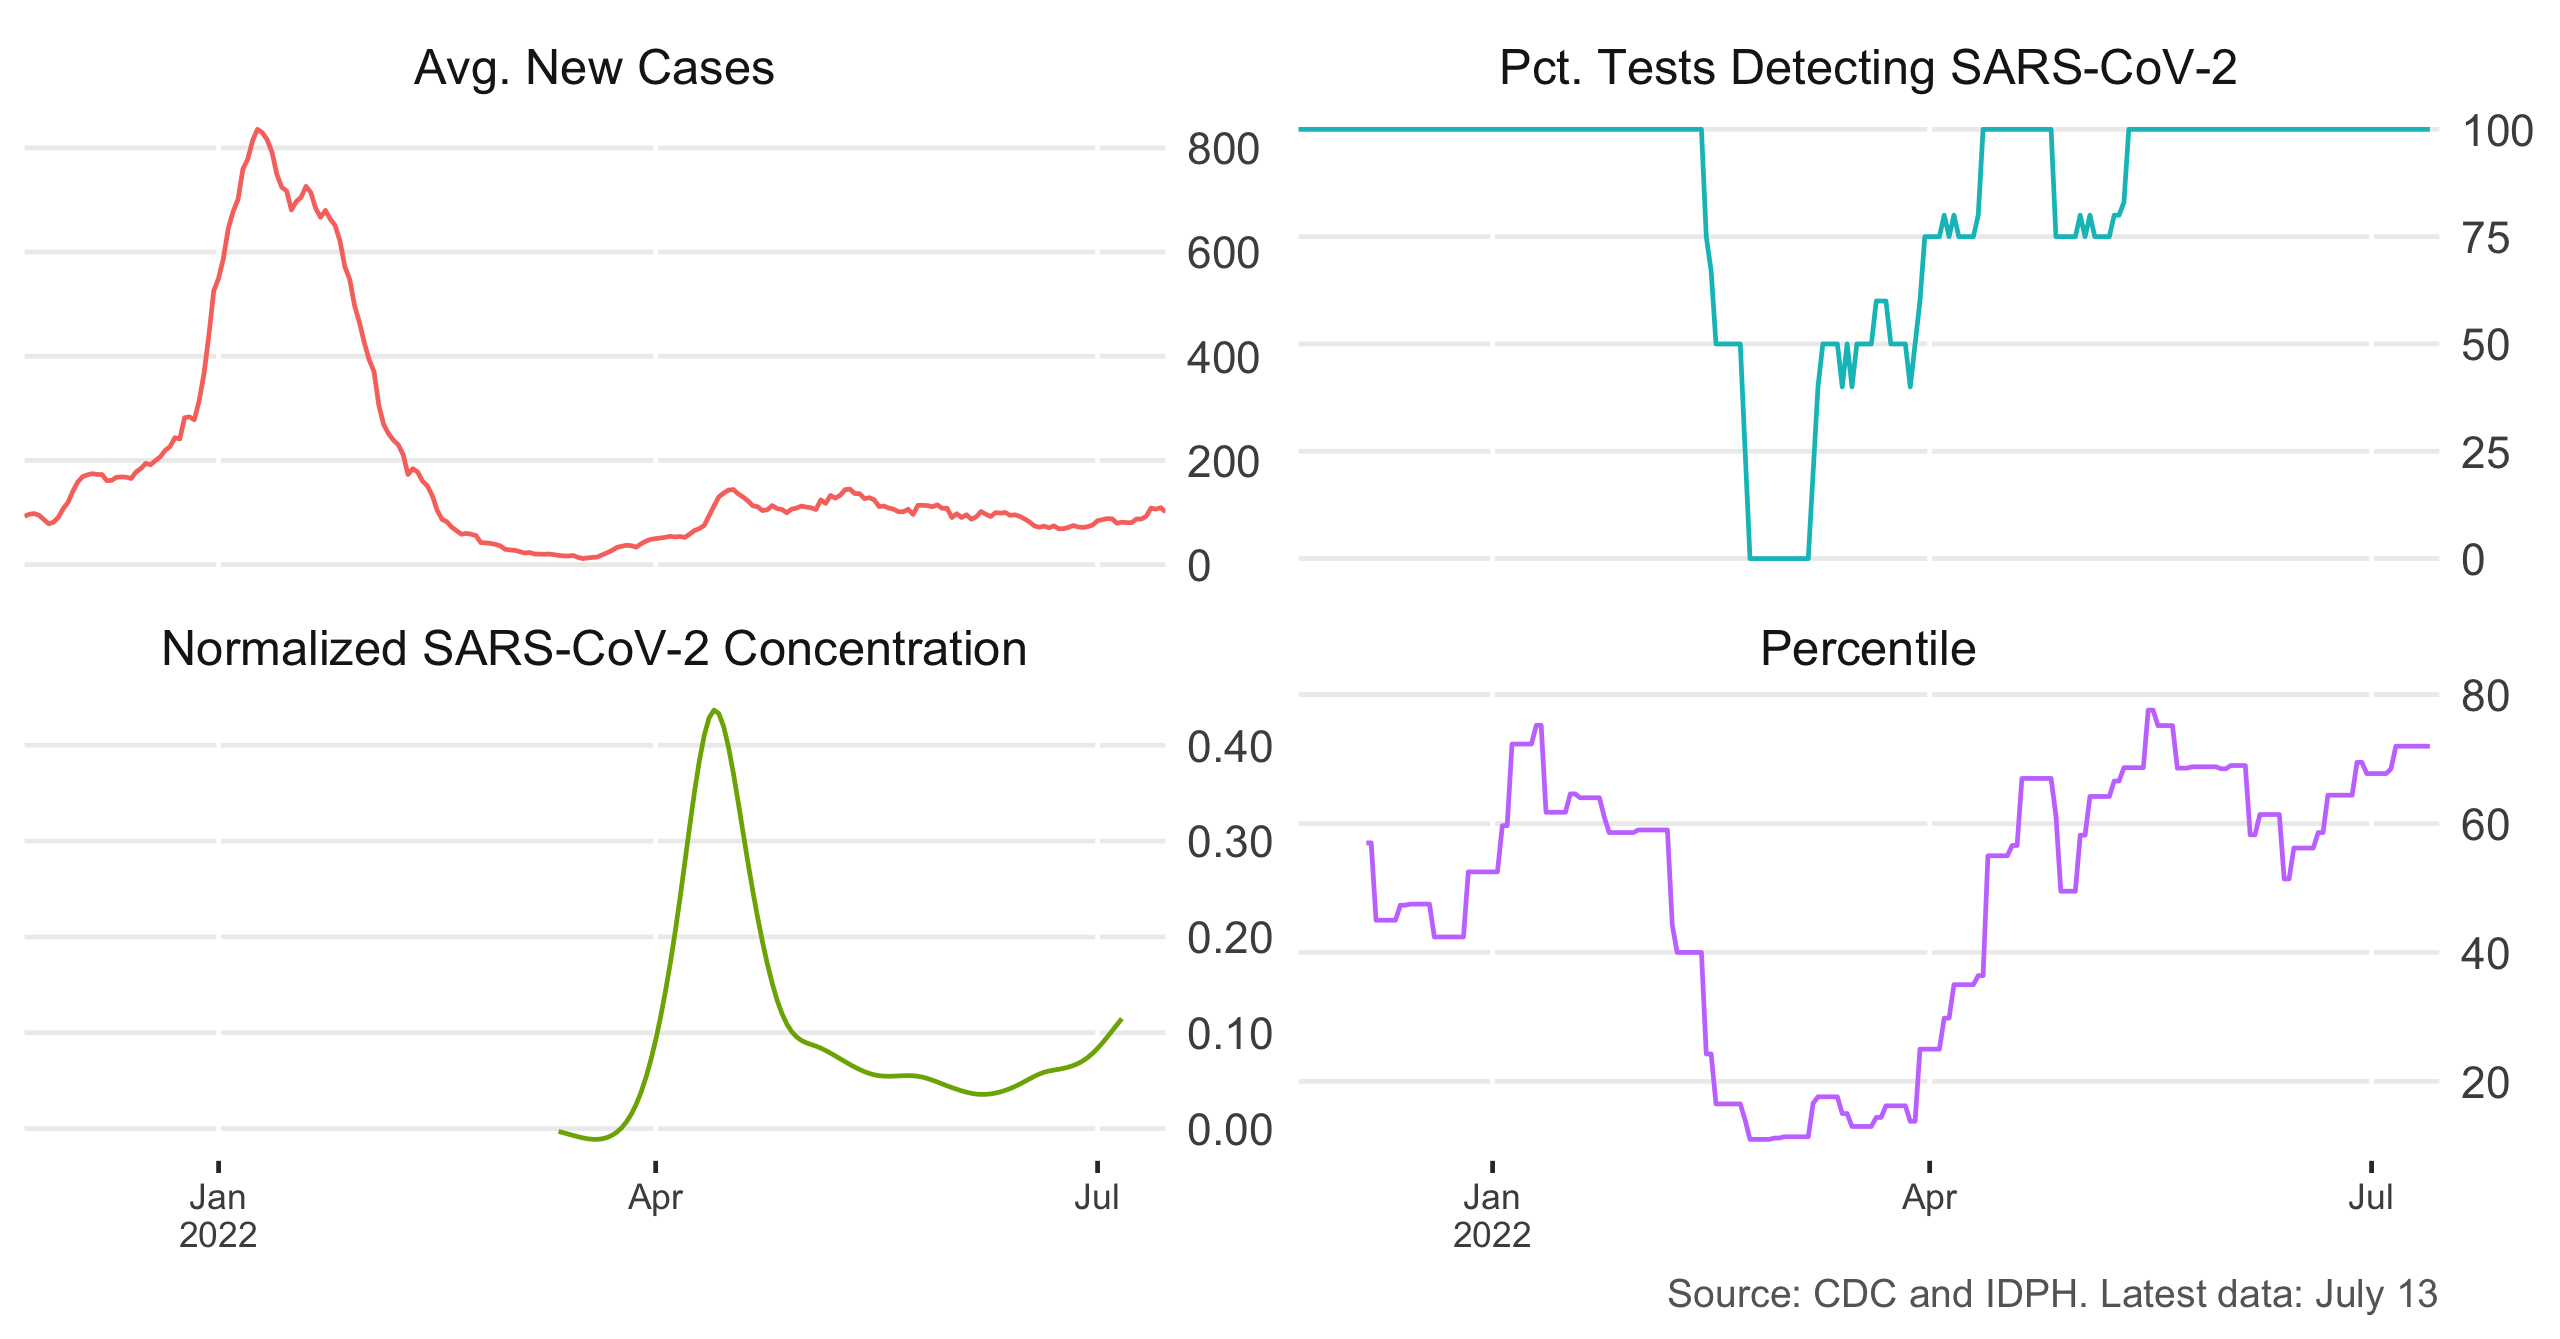 Avg. New Cases
800
600
400
200
0
Pct. Tests Detecting SARS-CoV-2
100
75
50
25
0
Normalized SARS-CoV-2 Concentration
0.40
0.30
0.20
0.10
0.00
Jan
2022
Apr
Jul
Percentile
80
60
40
20
Jan
2022
Apr
Jul
Source: CDC and IDPH. Latest data: July 13